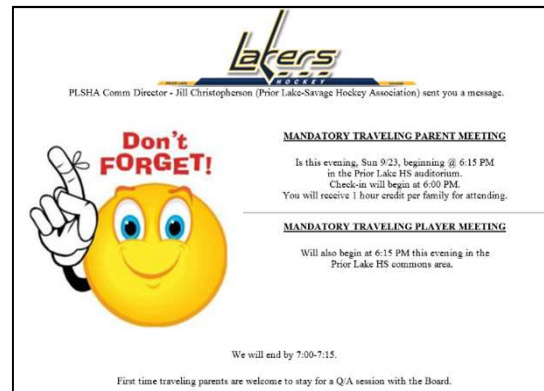 Lakers
HOCKEY
PLSHA Comm Director - Jill Christopherson (Prior Lake-Savage Hockey Association) sent you a message.
Don't
FORGET!
MANDATORY TRAVELING PARENT MEETING
Is this evening, Sun 9/23, beginning @ 6:15 PM
in the Prior Lake HS auditorium.
Check-in will begin at 6:00 PM.
You will receive 1 hour credit per family for attending.
MANDATORY TRAVELING PLAYER MEETING
Will also begin at 6:15 PM this evening in the
Prior Lake HS commons area.
We will end by 7:00-7:15.
First time traveling parents are welcome to stay for a Q/A session with the Board.